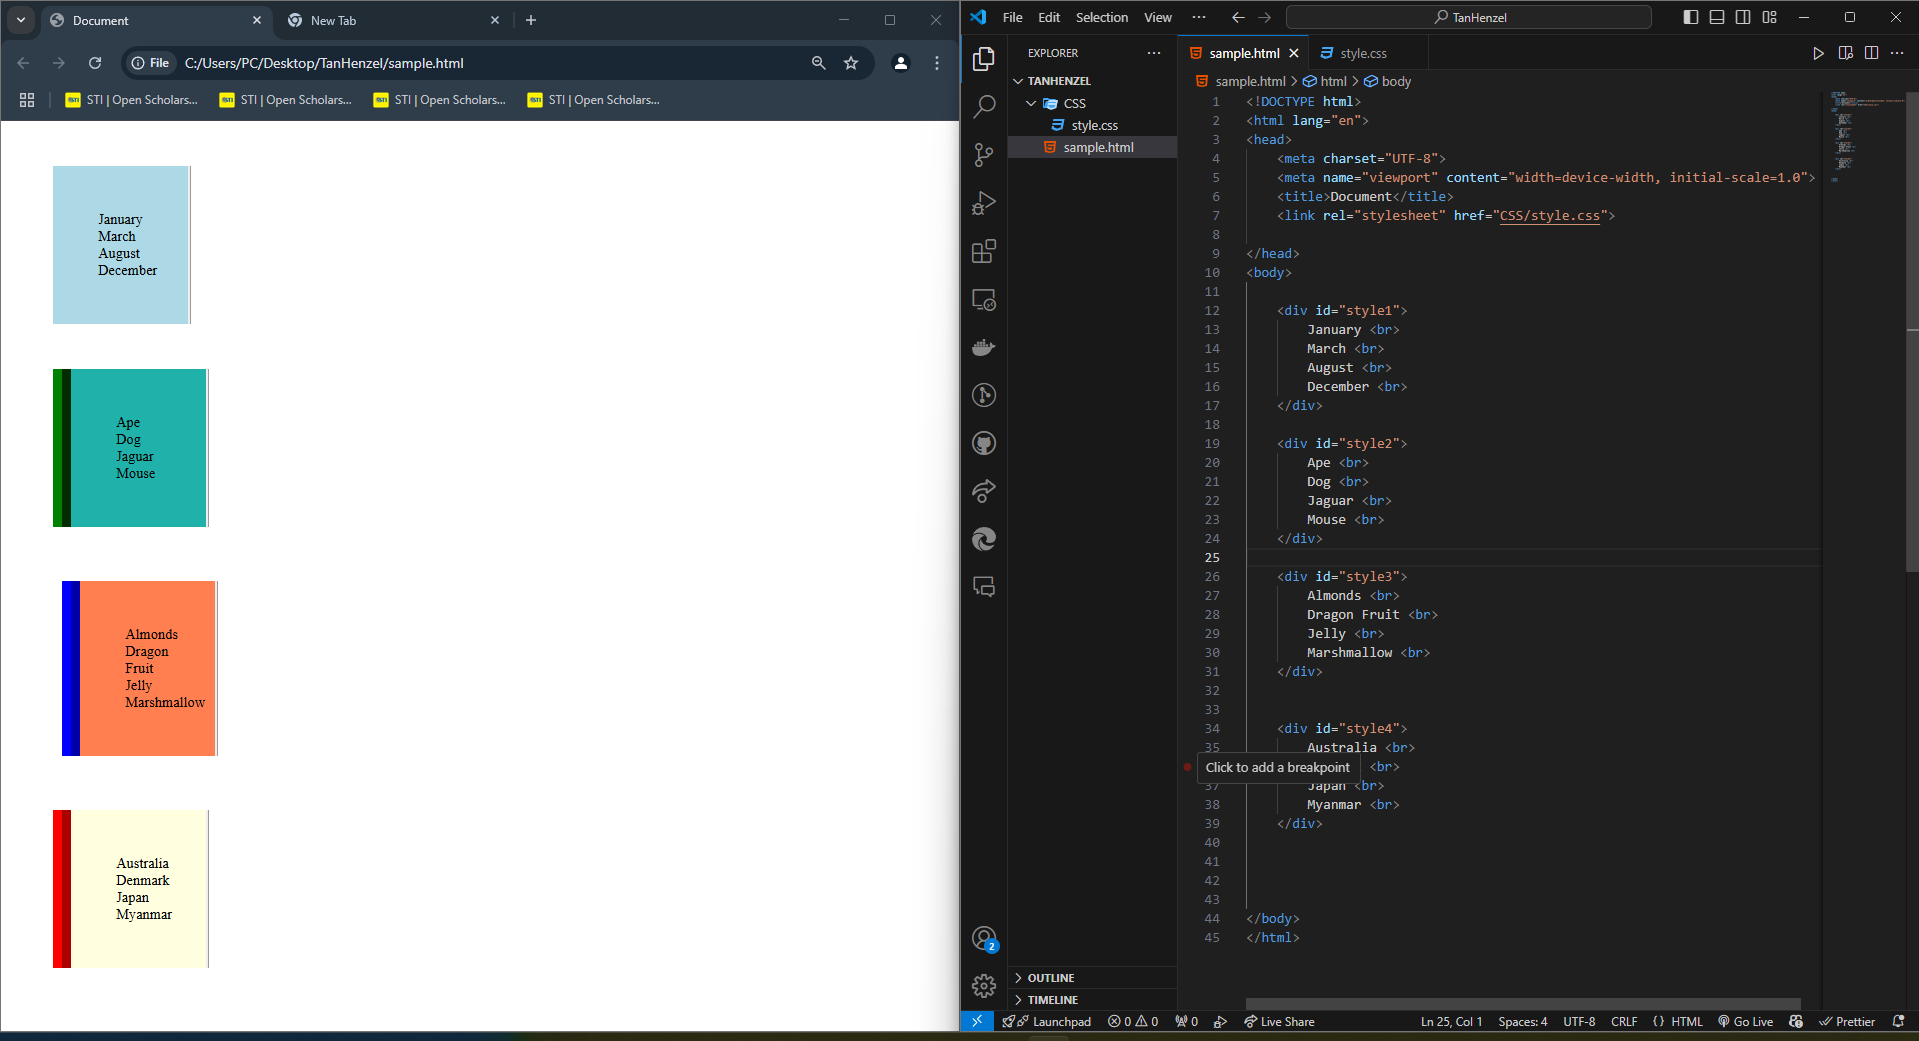 Document
New Tab
File
C:/Users/PC/Desktop/TanHenzel/sample.html
STI | Open Scholars...
STI | Open Scholars...
STI | Open Scholars...
STI | Open Scholars...
January
March
August
December
Ape
Dog
Jaguar
Mouse
Almonds
Dragon
Fruit
Jelly
Marshmallow
Australia
Denmark
Japan
Myanmar
File Edit Selection View ···
TanHenzel
EXPLORER
TANHENZEL
CSS
style.css
sample.html
OUTLINE
TIMELINE
sample.html
style.css
sample.html > html > body
1 <!DOCTYPE html>
2 <html lang="en">
3 <head>
4 <meta charset="UTF-8">
5 <meta name="viewport" content="width=device-width, initial-scale=1.0">
6 <title>Document</title>
7 <link rel="stylesheet" href="CSS/style.css">
8
9 </head>
10 <body>
11
12 <div id="style1">
13 January <br>
14 March <br>
15 August <br>
16 December <br>
17 </div>
18
19 <div id="style2">
20 Ape <br>
21 Dog <br>
22 Jaguar <br>
23 Mouse <br>
24 </div>
25
26 <div id="style3">
27 Almonds <br>
28 Dragon Fruit <br>
29 Jelly <br>
30 Marshmallow <br>
31 </div>
32
33
34 <div id="style4">
35 Australia <br>
Click to add a breakpoint <br>
37 Japan <br>
38 Myanmar <br>
39 </div>
40
41
42
43
44 </body>
45 </html>
2
Launchpad 0 0 0 Live Share
Ln 25, Col 1 Spaces: 4 UTF-8 CRLF {} HTML Go Live Prettier